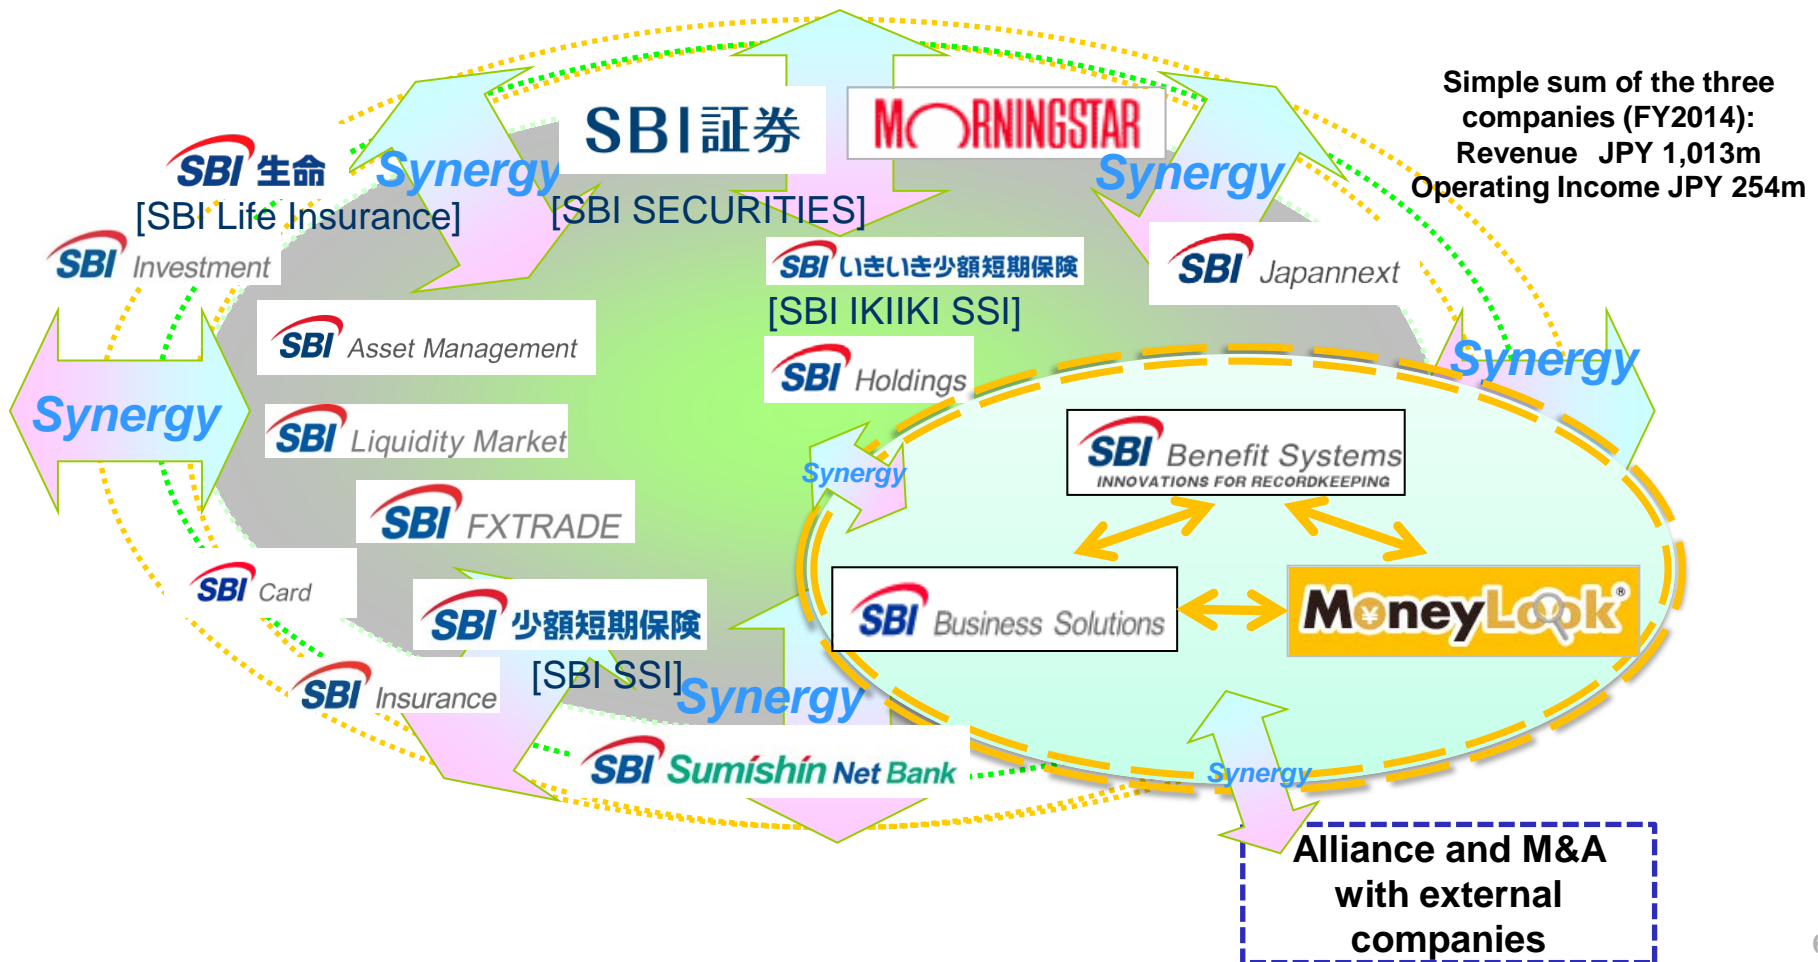 Simple sum of the three
companies (FY2014):
Revenue JPY 1,013m
Operating Income JPY 254m
SBI証券
[SBI SECURITIES]
MORNINGSTAR
SBI生命
[SBI Life Insurance]
Synergy
Synergy
SBI Investment
SBI いきいき少額短期保険
[SBI IKIIKI SSI]
SBI Japannext
SBI Asset Management
SBI Holdings
Synergy
Synergy
SBI Liquidity Market
Synergy
SBI Benefit Systems
INNOVATIONS FOR RECORDKEEPING
SBI FXTRADE
SBI Card
SBI 少額短期保険
[SBI SSI]
SBI Business Solutions
MoneyLook®
SBI Insurance
Synergy
SBI Sumishin Net Bank
Synergy
Alliance and M&A
with external
companies